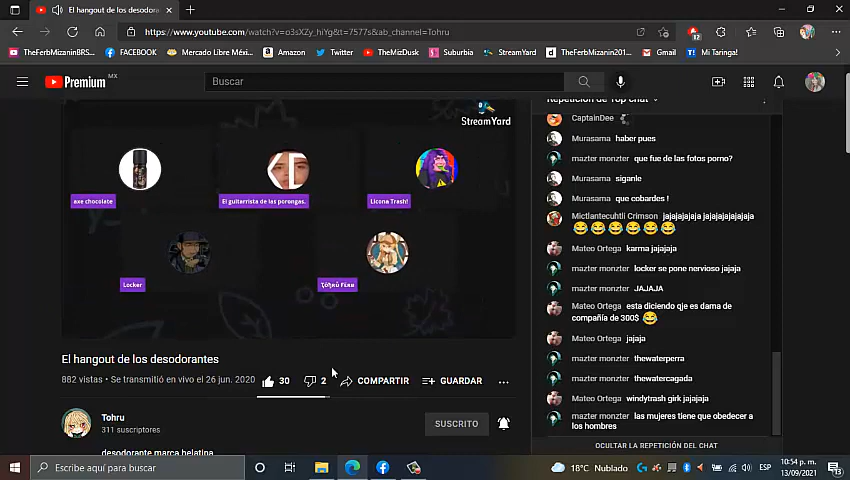 El hangout de los desodora
https://www.youtube.com/watch?v=o3sXZy_hiYg&t=7577s&ab_channel=Tohru
TheFerbMizaninBRS...
FACEBOOK
Mercado Libre Méxi...
Amazon
Twitter
TheMizDusk
Suburbia
StreamYard
TheFerbMizanin201...
Gmail
Mi Taringa!
Premium MX
Buscar
StreamYard
axe chocolate
El guitarrista de las porongas.
Licona Trash!
Locker
El hangout de los desodorantes
882 vistas • Se transmitió en vivo el 26 jun. 2020
30
2
COMPARTIR
GUARDAR
Tohru
311 suscriptores
SUSCRITO
desodorante marca helatina
Repetición de Top Chat
CaptainDee
Murasama haber pues
mazter monzter que fue de las fotos porno?
Murasama siganle
Murasama que cobardes !
Mictlantecuhtli Crimson jajajajajaja jajajajajajaja
😂😂😂😂😂😂
Mateo Ortega karma jajajaja
mazter monzter locker se pone nervioso jajaja
mazter monzter JAJAJA
Mateo Ortega esta diciendo qje es dama de
compañía de 300$ 😂
Mateo Ortega jajaja
mazter monzter thewaterperra
mazter monzter thewatercagada
Mateo Ortega windytrash girk jajajaja
mazter monzter las mujeres tiene que obedecer a
los hombres
OCULTAR LA REPETICIÓN DEL CHAT
Escribe aquí para buscar
18°C Nublado
ESP
10:54 p. m.
13/09/2021